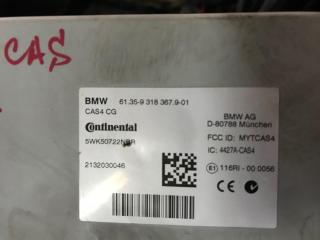 CAS
BMW 61.35-9 318 367.9-01
CAS4 CG
Continental
5WK50722NBR
2132030046
BMW AG
D-80788 München
FCC ID: MYTCAS4
IC: 4427A-CAS4
E1 116RI - 00 0056